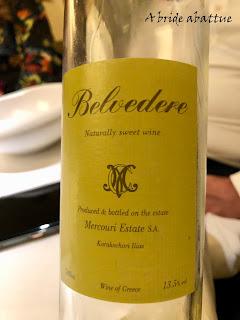 A bride abattue
Belvedere
Naturally sweet wine
Produced & bottled on the estate
Mercouri Estate S.A.
Korakochori Ilias
Wine of Greece
13.5% vol